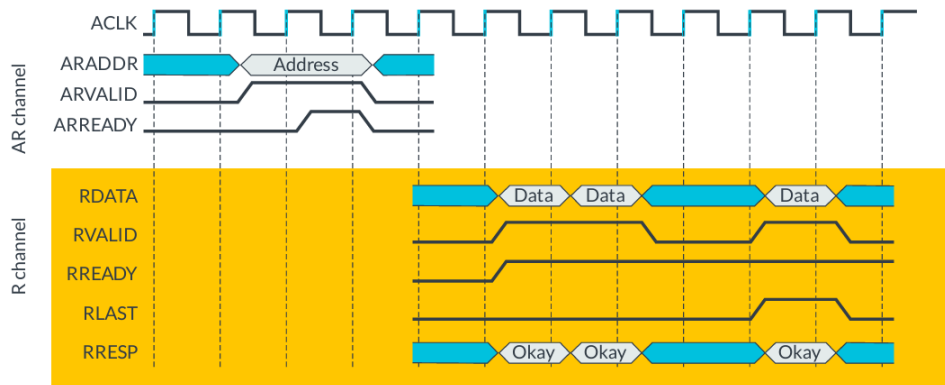 ACLK
AR channel
ARADDR Address
ARVALID
ARREADY
R channel
RDATA Data Data Data
RVALID
RREADY
RLAST
RRESP Okay Okay Okay